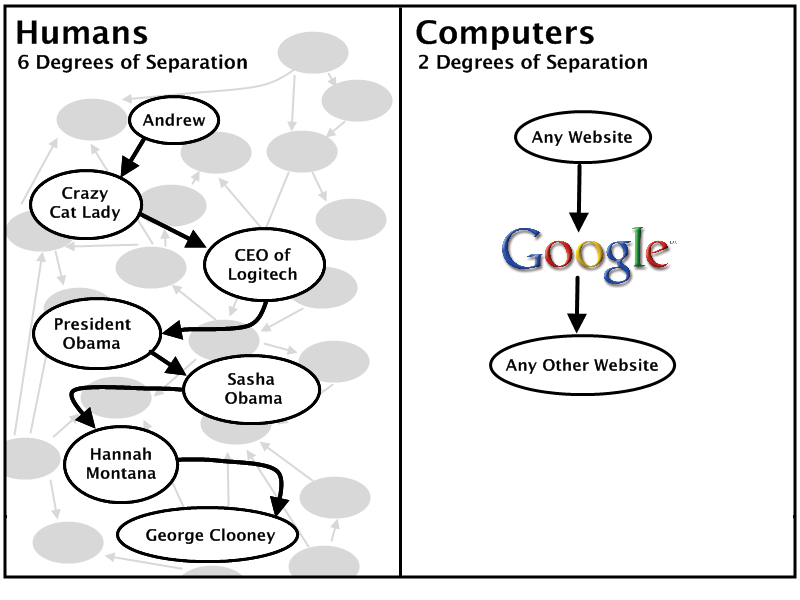 Humans
6 Degrees of Separation
Andrew
Crazy
Cat Lady
CEO of
Logitech
President
Obama
Sasha
Obama
Hannah
Montana
George Clooney
Computers
2 Degrees of Separation
Any Website
Google
Any Other Website